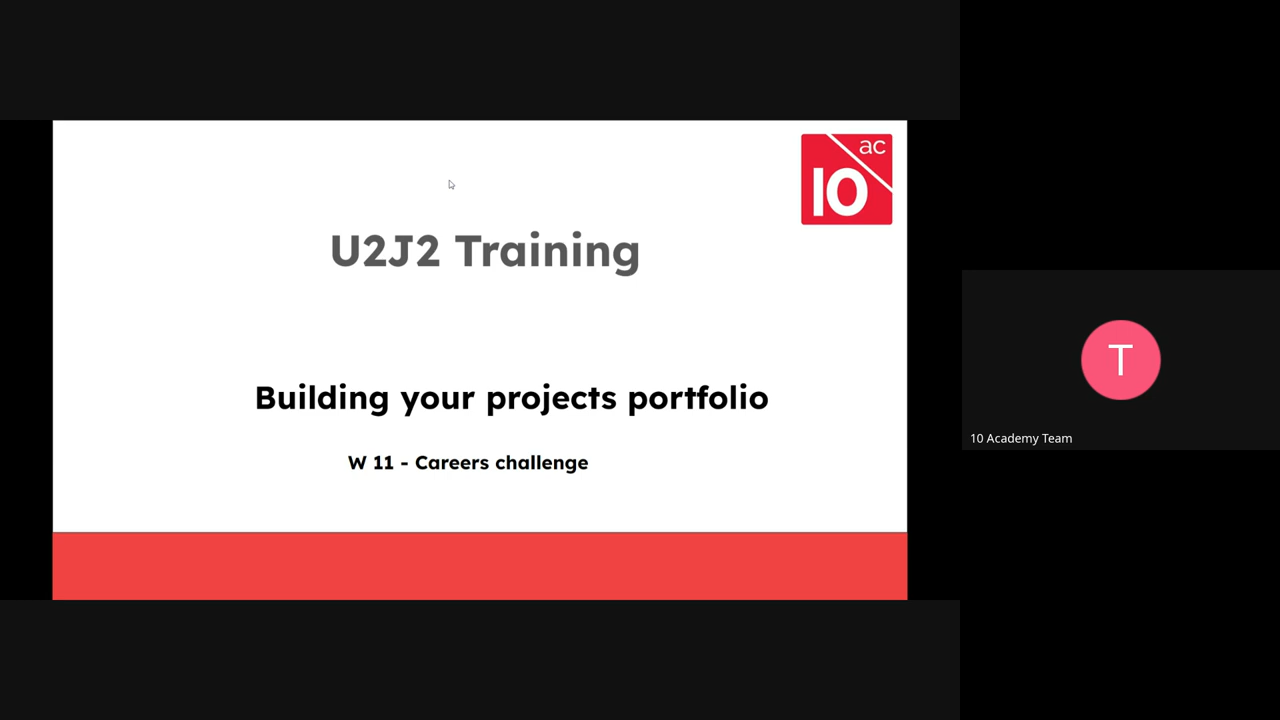 ac
10
U2J2 Training
Building your projects portfolio
W 11 - Careers challenge
T
10 Academy Team